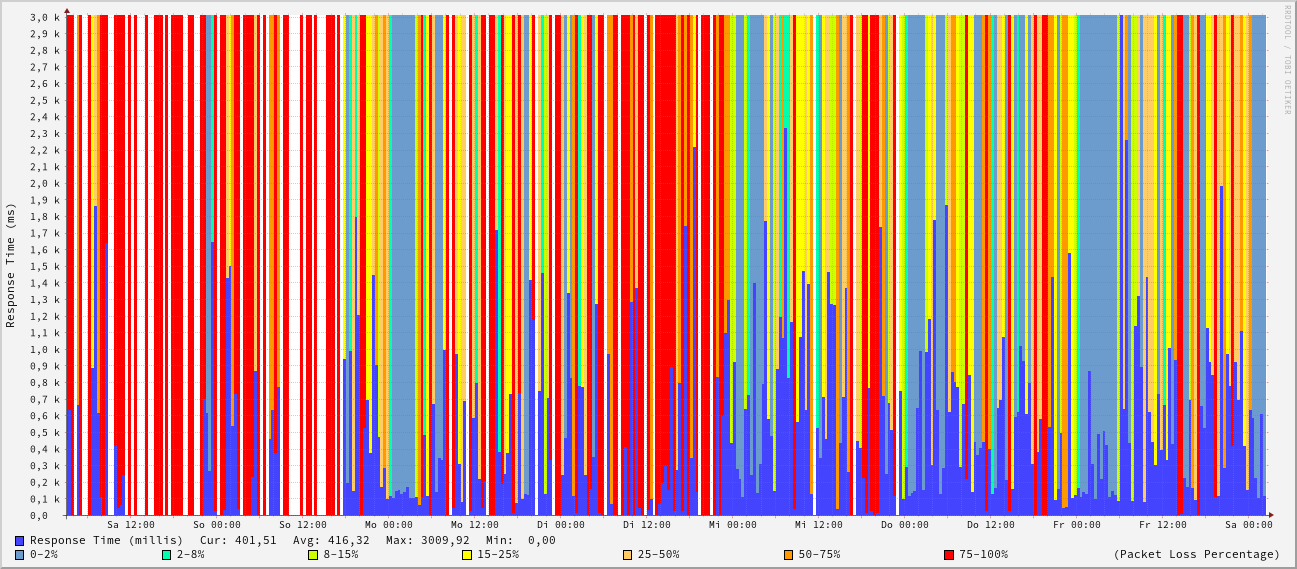 RRDTOOL / TOBI OETIKER
Response Time (ms)
3,0 k
2,9 k
2,8 k
2,7 k
2,6 k
2,5 k
2,4 k
2,3 k
2,2 k
2,1 k
2,0 k
1,9 k
1,8 k
1,7 k
1,6 k
1,5 k
1,4 k
1,3 k
1,2 k
1,1 k
1,0 k
0,9 k
0,8 k
0,7 k
0,6 k
0,5 k
0,4 k
0,3 k
0,2 k
0,1 k
0,0
Sa 12:00 So 00:00 So 12:00 Mo 00:00 Mo 12:00 Di 00:00 Di 12:00 Mi 00:00 Mi 12:00 Do 00:00 Do 12:00 Fr 00:00 Fr 12:00 Sa 00:00
Response Time (millis) Cur: 401,51 Avg: 416,32 Max: 3009,92 Min: 0,00
0-2% 2-8% 8-15% 15-25% 25-50% 50-75% 75-100% (Packet Loss Percentage)